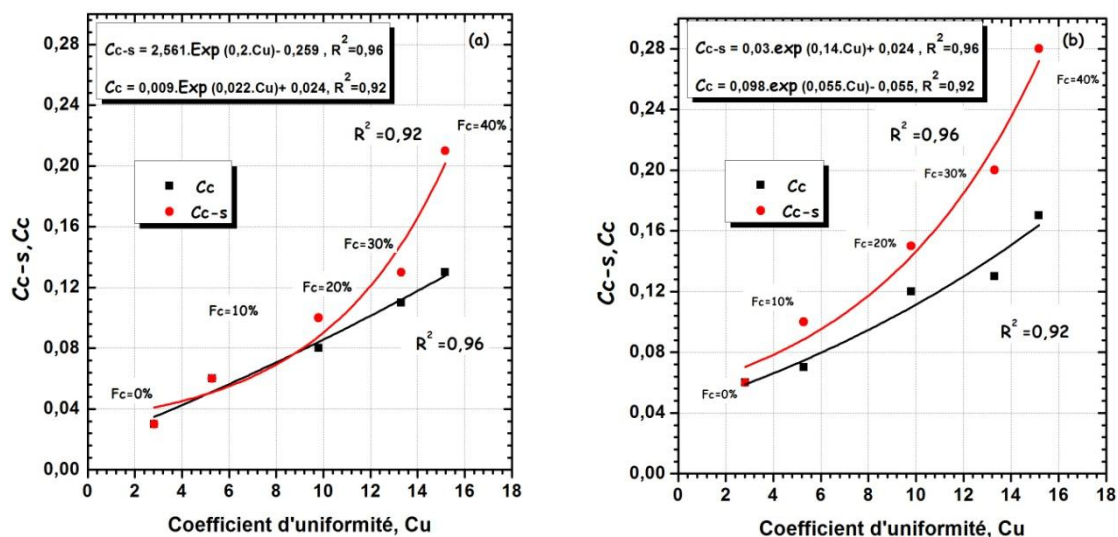 0,28
0,24
0,20
0,16
0,12
0,08
0,04
0,00
Cc-s, Cc
Cc-s = 2,561.Exp (0,2.Cu)- 0,259 , R²=0,96
Cc = 0,009.Exp (0,022.Cu)+ 0,024, R²=0,92
(a)
R² =0,92
Fc=40%
Cc
Cc-s
Fc=30%
Fc=20%
Fc=10%
R² =0,96
Fc=0%
0 2 4 6 8 10 12 14 16 18
Coefficient d'uniformité, Cu
0,28
0,24
0,20
0,16
0,12
0,08
0,04
0,00
Cc-s, Cc
Cc-s = 0,03.exp (0,14.Cu)+ 0,024 , R²=0,96
Cc = 0,098.exp (0,055.Cu)- 0,055, R²=0,92
(b)
Fc=40%
R² =0,96
Cc
Cc-s
Fc=30%
Fc=20%
Fc=10%
R² =0,92
Fc=0%
0 2 4 6 8 10 12 14 16 18
Coefficient d'uniformité, Cu